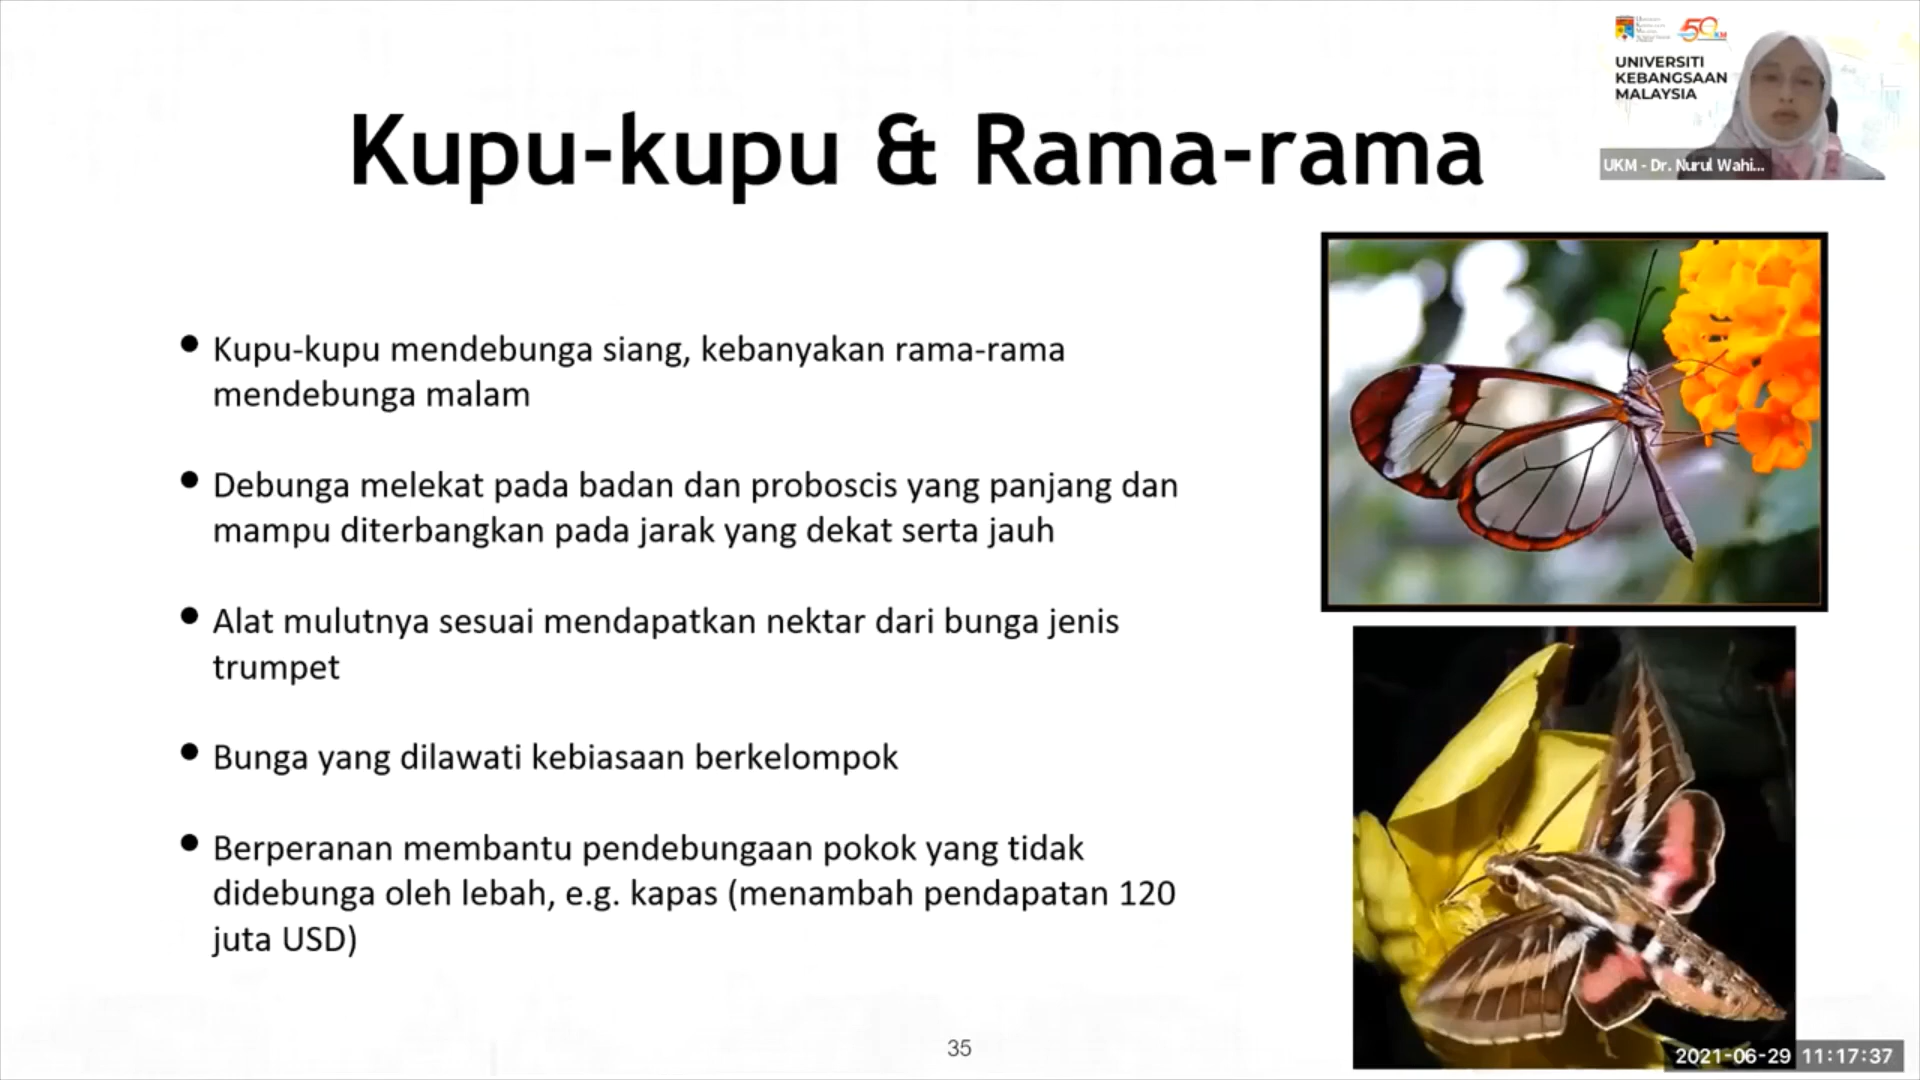 UNIVERSITI
KEBANGSAAN
MALAYSIA
UKM - Dr. Nurul Wahi...
Kupu-kupu & Rama-rama
• Kupu-kupu mendebunga siang, kebanyakan rama-rama
mendebunga malam
• Debunga melekat pada badan dan proboscis yang panjang dan
mampu diterbangkan pada jarak yang dekat serta jauh
• Alat mulutnya sesuai mendapatkan nektar dari bunga jenis
trumpet
• Bunga yang dilawati kebiasaan berkelompok
• Berperanan membantu pendebungaan pokok yang tidak
didebunga oleh lebah, e.g. kapas (menambah pendapatan 120
juta USD)
35
2021-06-29 11:17:37